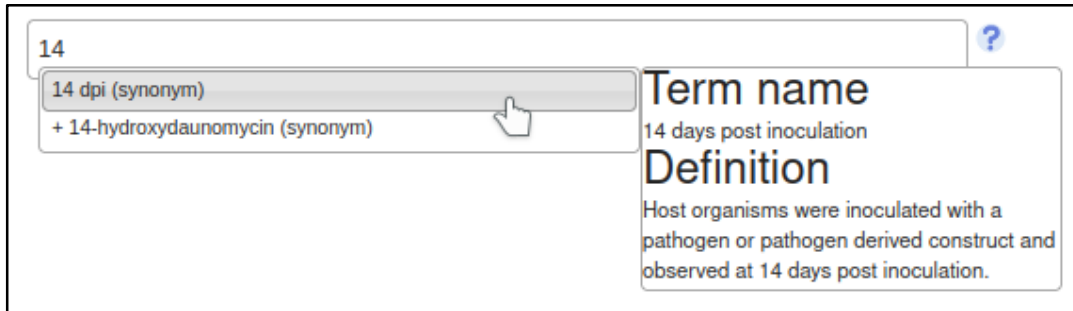 14
?
14 dpi (synonym)
+ 14-hydroxydaunomycin (synonym)
Term name
14 days post inoculation
Definition
Host organisms were inoculated with a
pathogen or pathogen derived construct and
observed at 14 days post inoculation.